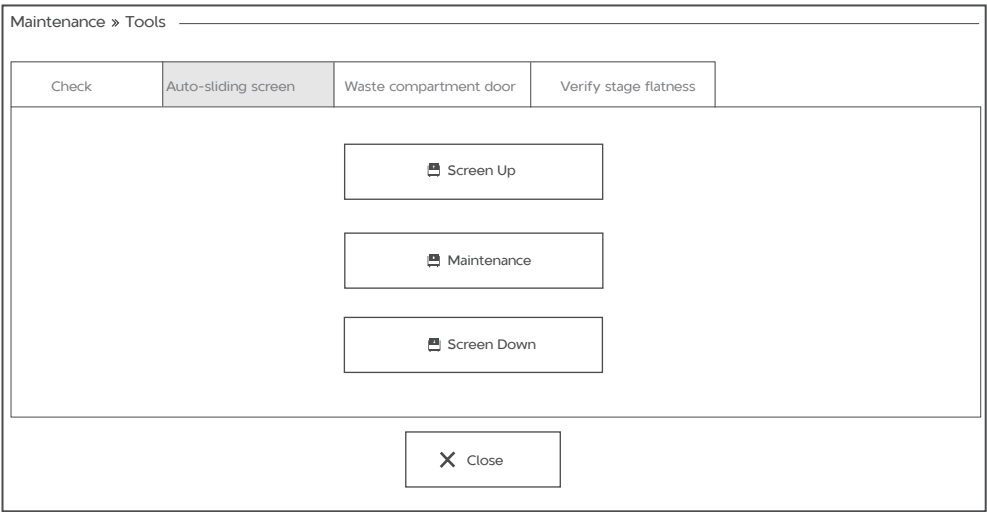 Maintenance » Tools
Check
Auto-sliding screen
Waste compartment door
Verify stage flatness
Screen Up
Maintenance
Screen Down
Close